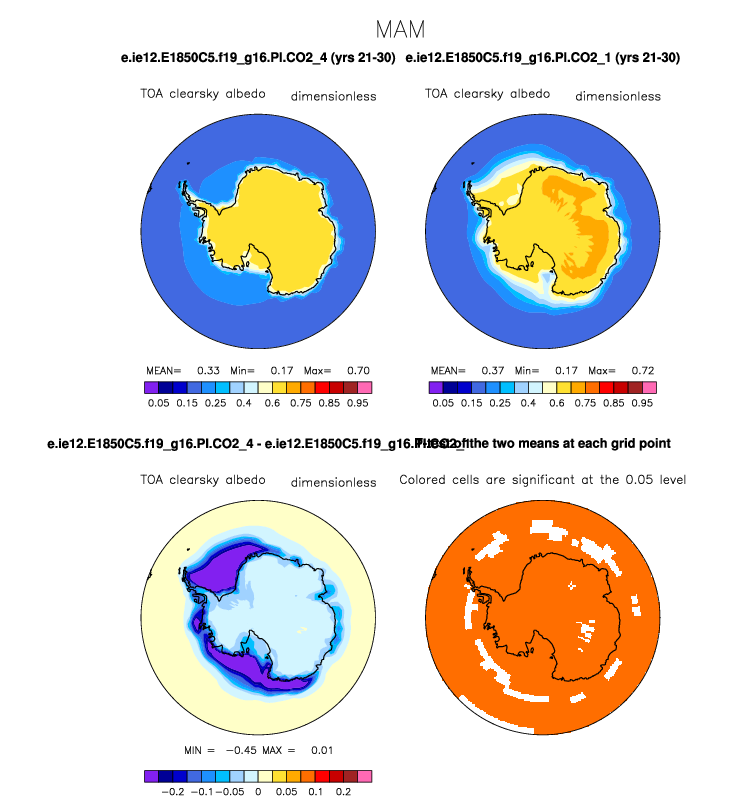 MAM
e.ie12.E1850C5.f19_g16.PI.CO2_4 (yrs 21-30) e.ie12.E1850C5.f19_g16.PI.CO2_1 (yrs 21-30)
TOA clearsky albedo dimensionless TOA clearsky albedo dimensionless
MEAN= 0.33 Min= 0.17 Max= 0.70 MEAN= 0.37 Min= 0.17 Max= 0.72
0.05 0.15 0.25 0.4 0.6 0.75 0.85 0.95 0.05 0.15 0.25 0.4 0.6 0.75 0.85 0.95
e.ie12.E1850C5.f19_g16.PI.CO2_4 - e.ie12.E1850C5.f19_g16.PI.CO2_ of the two means at each grid point
TOA clearsky albedo dimensionless Colored cells are significant at the 0.05 level
MIN = -0.45 MAX = 0.01
-0.2 -0.1 -0.05 0 0.05 0.1 0.2